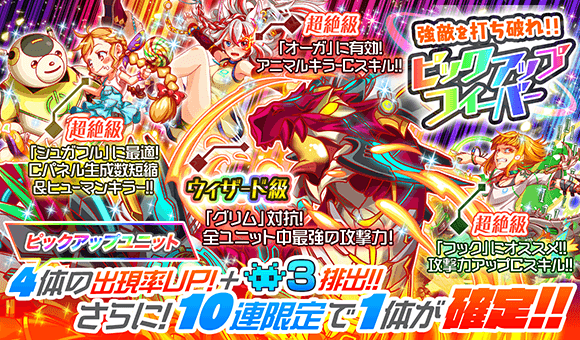 強敵を打ち破れ!!
ピックアップ
フィーバー
超絶級
「オーガ」に有効!
アニマルキラーCスキル!!
超絶級
「シュガフル」に最適!
Cパネル生成数短縮
&ヒューマンキラー!!
ウィザード級
「グリム」対抗!
全ユニット中最強の攻撃力!
超絶級
「フック」にオススメ!!
攻撃力アップCスキル!!
ピックアップユニット
4体の出現率UP!+3排出!!
さらに!10連限定で1体が確定!!